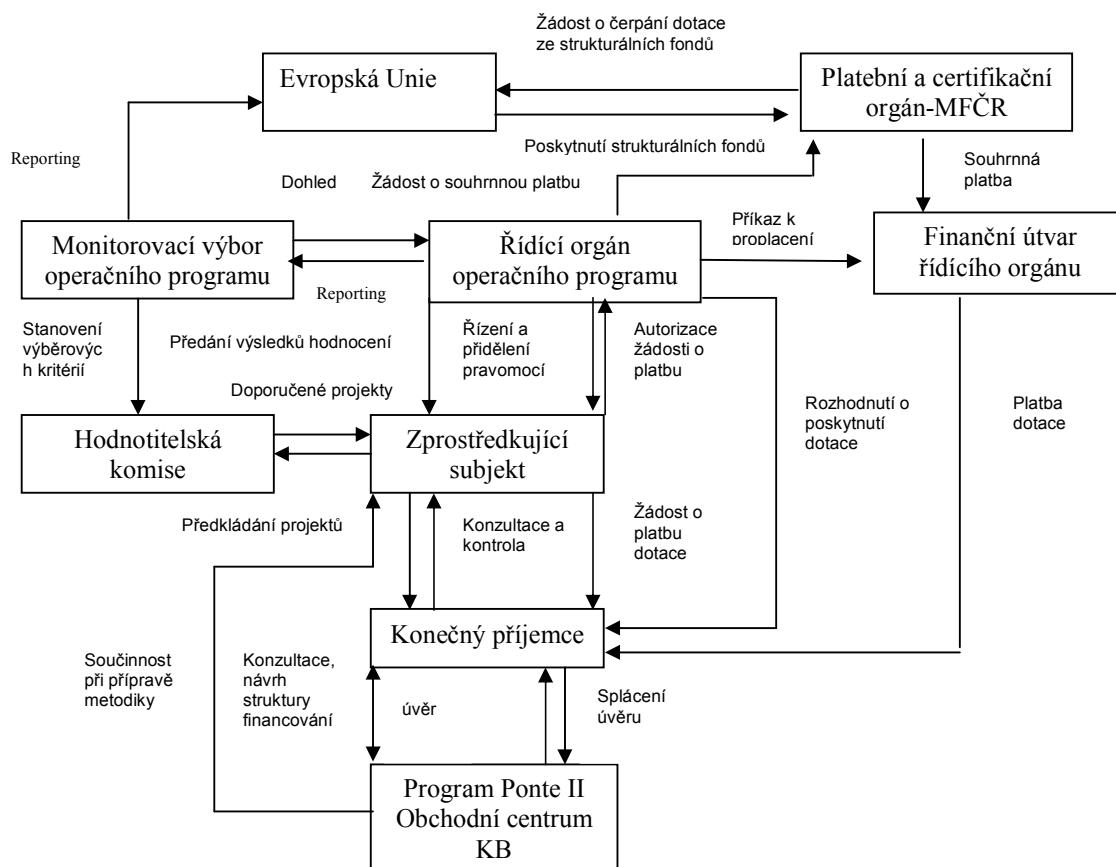 Žádost o čerpání dotace
ze strukturálních fondů
Evropská Unie
Platební a certifikační
orgán-MFČR
Poskytnutí strukturálních fondů
Reporting
Souhrnná
platba
Dohled
Žádost o souhrnnou platbu
Příkaz k
proplacení
Monitorovací výbor
operačního programu
Řídící orgán
operačního programu
Finanční útvar
řídícího orgánu
Reporting
Stanovení
výběrovýc
h kritérií
Předání výsledků hodnocení
Řízení a
přidělení
pravomocí
Autorizace
žádosti o
platbu
Doporučené projekty
Rozhodnutí o
poskytnutí
dotace
Platba
dotace
Hodnotitelská
komise
Zprostředkující
subjekt
Předkládání projektů
Konzultace a
kontrola
Žádost o
platbu
dotace
Konečný příjemce
Součinnost
při přípravě
metodiky
Konzultace,
návrh
struktury
financování
úvěr
Splácení
úvěru
Program Ponte II
Obchodní centrum
KB